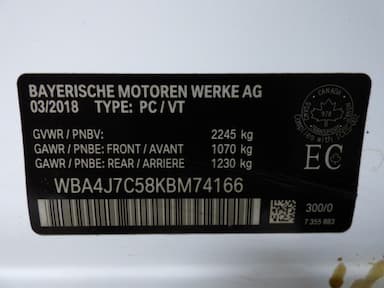 BAYERISCHE MOTOREN WERKE AG
03/2018 TYPE: PC / VT
GVWR / PNBV: 2245 kg
GAWR / PNBE: FRONT / AVANT 1070 kg
GAWR / PNBE: REAR / ARRIERE 1230 kg
WBA4J7C58KBM74166
CANADA
EC
300/0
7 355 883